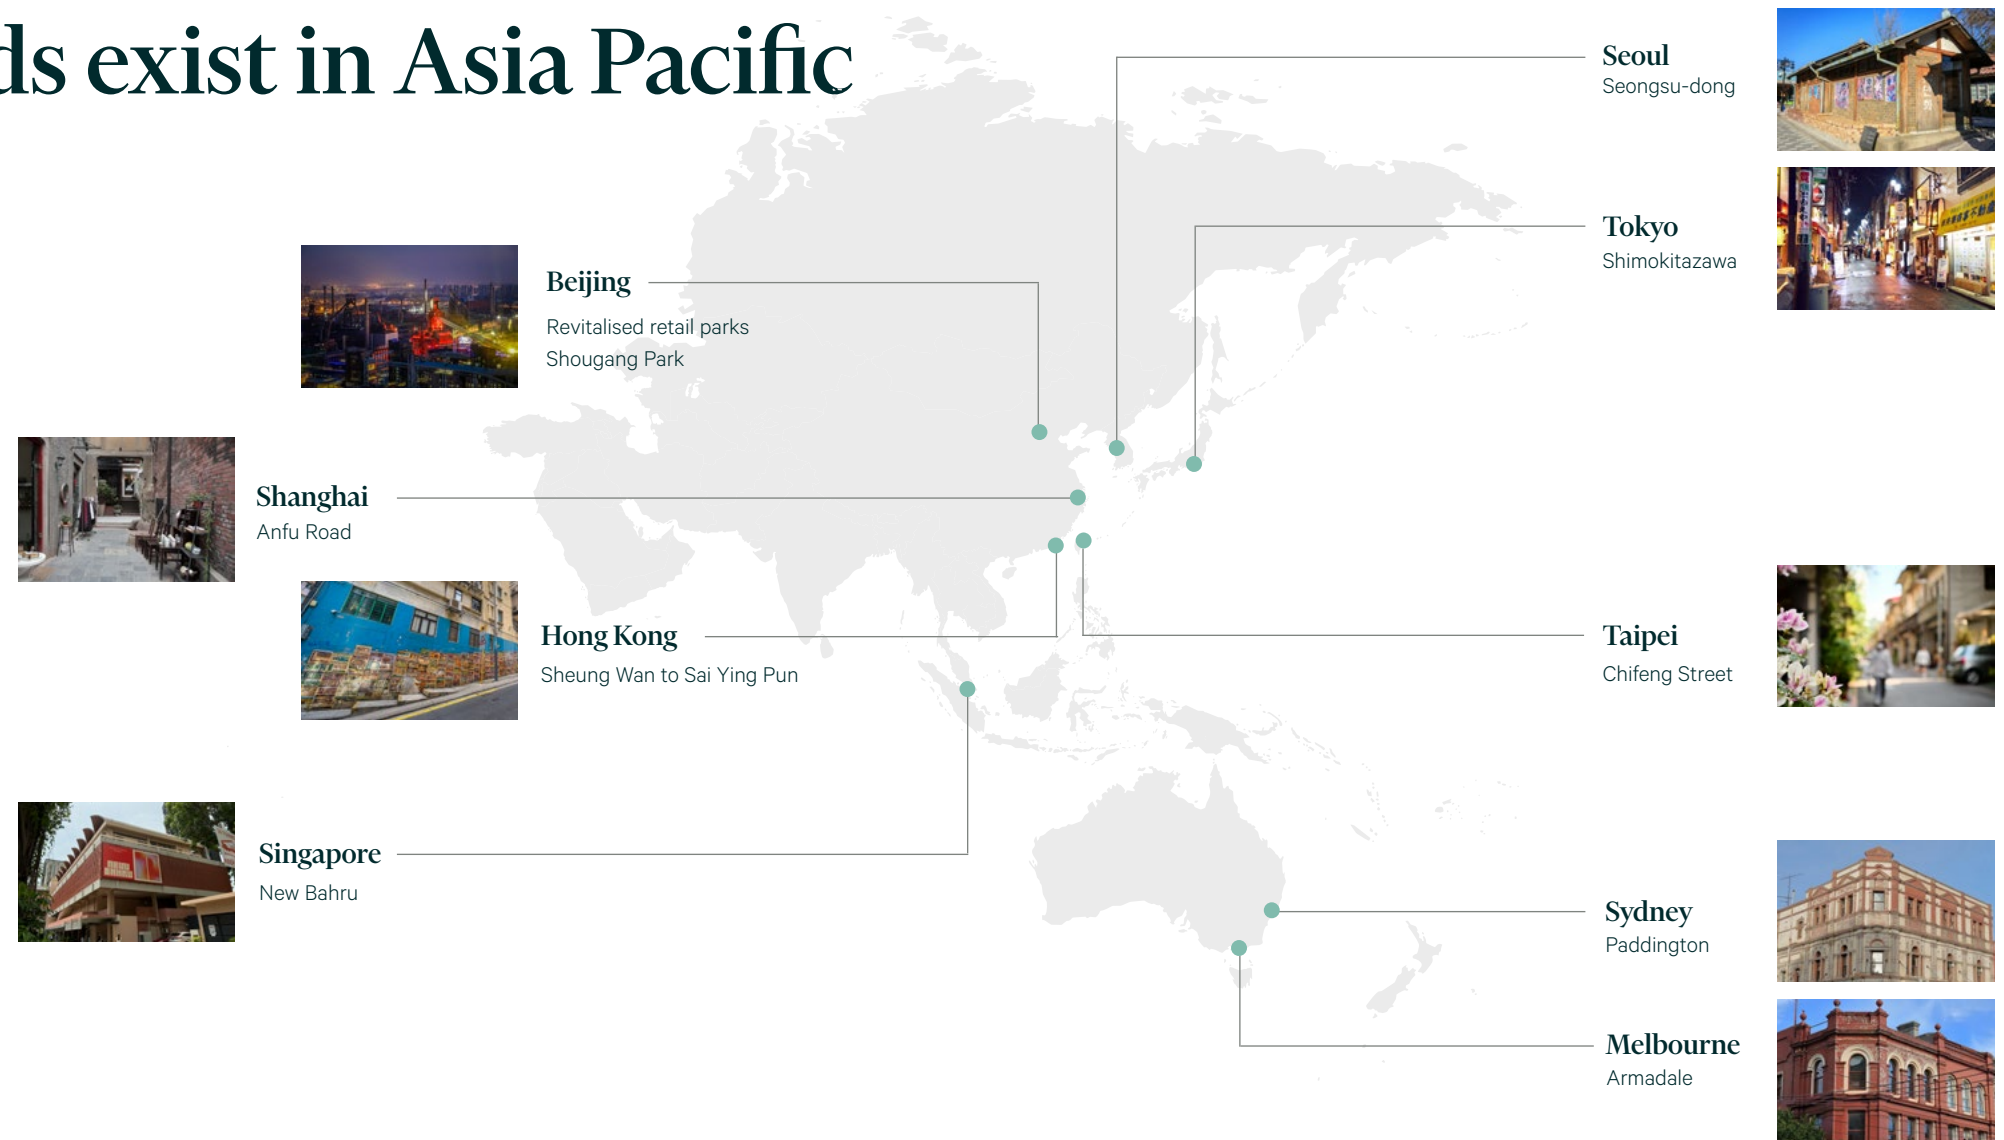 ds exist in Asia Pacific
Seoul
Seongsu-dong
Tokyo
Shimokitazawa
Beijing
Revitalised retail parks
Shougang Park
Shanghai
Anfu Road
Hong Kong
Sheung Wan to Sai Ying Pun
Taipei
Chifeng Street
Singapore
New Bahru
Sydney
Paddington
Melbourne
Armadale